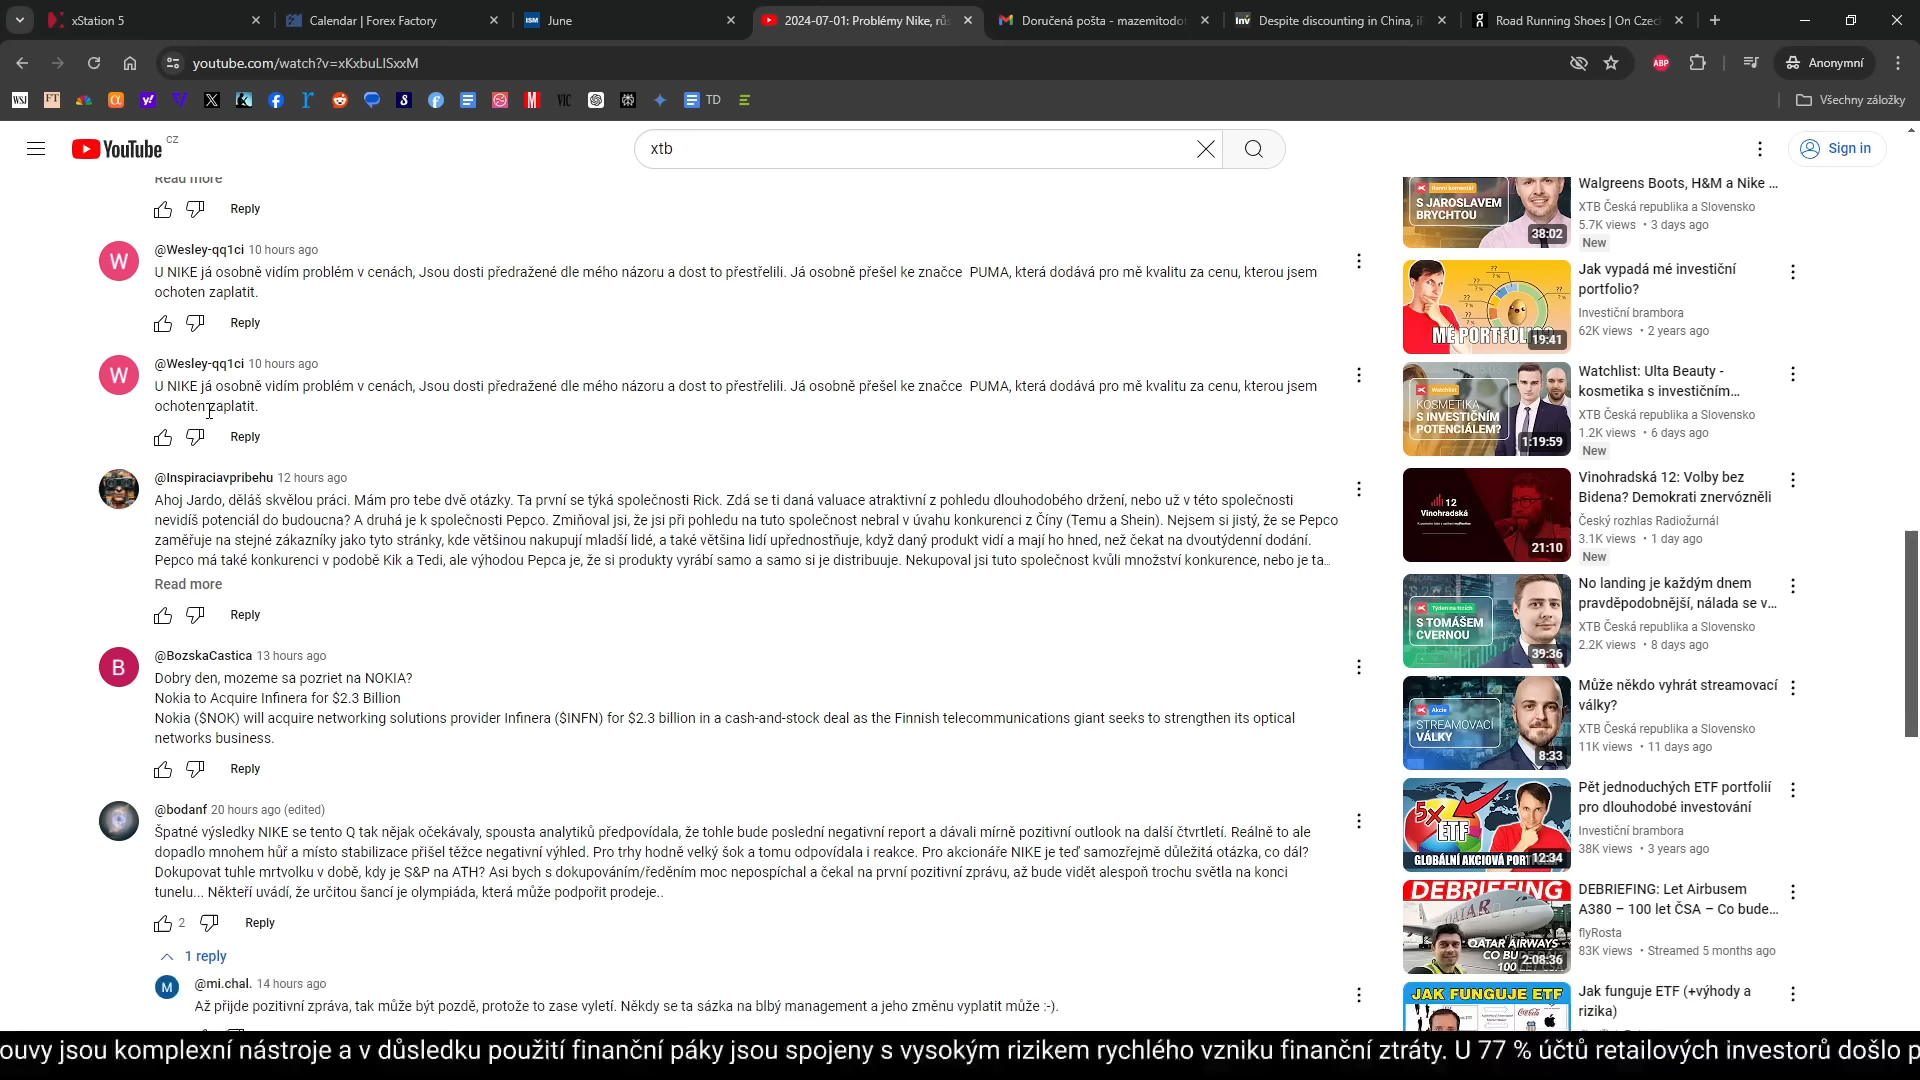 xStation 5
Calendar | Forex Factory
ISM
June
2024-07-01: Problémy Nike, růs
Doručená pošta - mazemitodot
Inv
Despite discounting in China, iF
Road Running Shoes | On Czec
youtube.com/watch?v=xKxbuLlSxxM
ABP
Anonymní
WSJ
FT
M
VIC
TD
Všechny záložky
YouTube
CZ
xtb
Sign in
Read more
Reply
@Wesley-qq1ci 10 hours ago
U NIKE já osobně vidím problém v cenách, Jsou dosti předražené dle mého názoru a dost to přestřelili. Já osobně přešel ke značce PUMA, která dodává pro mě kvalitu za cenu, kterou jsem
ochoten zaplatit.
Reply
@Wesley-qq1ci 10 hours ago
U NIKE já osobně vidím problém v cenách, Jsou dosti předražené dle mého názoru a dost to přestřelili. Já osobně přešel ke značce PUMA, která dodává pro mě kvalitu za cenu, kterou jsem
ochoten zaplatit.
Reply
@Inspiraciavpribehu 12 hours ago
Ahoj Jardo, děláš skvělou práci. Mám pro tebe dvě otázky. Ta první se týká společnosti Rick. Zdá se ti daná valuace atraktivní z pohledu dlouhodobého držení, nebo už v této společnosti
nevidíš potenciál do budoucna? A druhá je k společnosti Pepco. Zmiňoval jsi, že jsi při pohledu na tuto společnost nebral v úvahu konkurenci z Číny (Temu a Shein). Nejsem si jistý, že se Pepco
zaměřuje na stejné zákazníky jako tyto stránky, kde většinou nakupují mladší lidé, a také většina lidí upřednostňuje, když daný produkt vidí a mají ho hned, než čekat na dvoutýdenní dodání.
Pepco má také konkurenci v podobě Kik a Tedi, ale výhodou Pepca je, že si produkty vyrábí samo a samo si je distribuuje. Nekupoval jsi tuto společnost kvůli množství konkurence, nebo je ta…
Read more
Reply
B
@BozskaCastica 13 hours ago
Dobry den, mozeme sa pozriet na NOKIA?
Nokia to Acquire Infinera for $2.3 Billion
Nokia ($NOK) will acquire networking solutions provider Infinera ($INFN) for $2.3 billion in a cash-and-stock deal as the Finnish telecommunications giant seeks to strengthen its optical
networks business.
Reply
@bodanf 20 hours ago (edited)
Špatné výsledky NIKE se tento Q tak nějak očekávaly, spousta analytiků předpovídala, že tohle bude poslední negativní report a dávali mírně pozitivní outlook na další čtvrtletí. Reálně to ale
dopadlo mnohem hůř a místo stabilizace přišel těžce negativní výhled. Pro trhy hodně velký šok a tomu odpovídala i reakce. Pro akcionáře NIKE je teď samozřejmě důležitá otázka, co dál?
Dokupovat tuhle mrtvolku v době, kdy je S&P na ATH? Asi bych s dokupováním/ředěním moc nepospíchal a čekal na první pozitivní zprávu, až bude vidět alespoň trochu světla na konci
tunelu... Někteří uvádí, že určitou šancí je olympiáda, která může podpořit prodeje..
2
Reply
1 reply
M
@mi.chal. 14 hours ago
Až přijde pozitivní zpráva, tak může být pozdě, protože to zase vyletí. Někdy se ta sázka na blbý management a jeho změnu vyplatit může :-).
Ranní komentář
S JAROSLAVEM
BRYCHTOU
38:02
Walgreens Boots, H&M a Nike ...
XTB Česká republika a Slovensko
5.7K views • 3 days ago
New
MÉ PORTFOLIO
19:41
Jak vypadá mé investiční
portfolio?
Investiční brambora
62K views • 2 years ago
Watchlist
KOSMETIKA
S INVESTIČNÍM
POTENCIÁLEM?
1:19:59
Watchlist: Ulta Beauty -
kosmetika s investičním…
XTB Česká republika a Slovensko
1.2K views • 6 days ago
New
12
Vinohradská
21:10
Vinohradská 12: Volby bez
Bidena? Demokrati znervózněli
Český rozhlas Radiožurnál
3.1K views • 1 day ago
New
Týden na trzích
S TOMÁŠEM
CVERNOU
39:36
No landing je každým dnem
pravděpodobnější, nálada se v...
XTB Česká republika a Slovensko
2.2K views • 8 days ago
Akcie
STREAMOVACÍ
VÁLKY
8:33
Může někdo vyhrát streamovací
války?
XTB Česká republika a Slovensko
11K views • 11 days ago
5X
ETF
GLOBÁLNÍ AKCIOVÁ PORT
12:34
Pět jednoduchých ETF portfolií
pro dlouhodobé investování
Investiční brambora
38K views • 3 years ago
DEBRIEFING
QATAR
QATAR AIRWAYS
CO BU
100 LET ČSA
2:08:36
DEBRIEFING: Let Airbusem
A380 – 100 let ČSA – Co bude...
flyRosta
83K views • Streamed 5 months ago
JAK FUNGUJE ETF
Jak funguje ETF (+výhody a
rizika)
ouvy jsou komplexní nástroje a v důsledku použití finanční páky jsou spojeny s vysokým rizikem rychlého vzniku finanční ztráty. U 77 % účtů retailových investorů došlo p